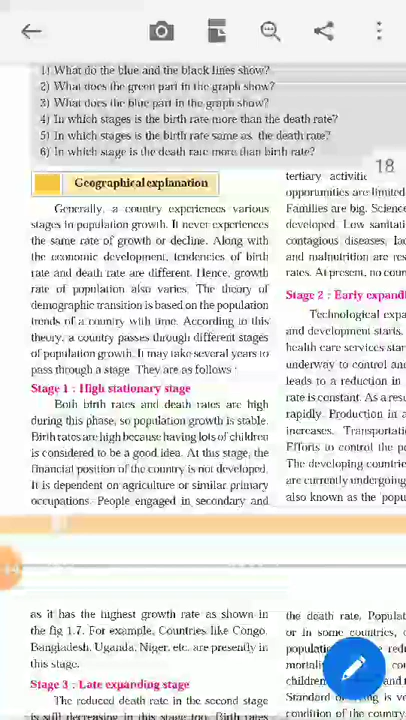 1) What do the blue and the black lines show?
2) What does the green part in the graph show?
3) What does the blue part in the graph show?
4) In which stages is the birth rate more than the death rate?
5) In which stages is the birth rate same as the death rate?
6) In which stage is the death rate more than birth rate?
18
Geographical explanation
Generally, a country experiences various
stages in population growth. It never experiences
the same rate of growth or decline. Along with
the economic development, tendencies of birth
rate and death rate are different. Hence, growth
rate of population also varies. The theory of
demographic transition is based on the population
trends of a country with time. According to this
theory, a country passes through different stages
of population growth. It may take several years to
pass through a stage. They are as follows :
Stage 1 : High stationary stage
Both birth rates and death rates are high
during this phase, so population growth is stable.
Birth rates are high because having lots of children
is considered to be a good idea. At this stage, the
financial position of the country is not developed.
It is dependent on agriculture or similar primary
occupations. People engaged in secondary and
tertiary activitie
opportunities are limited
Families are big. Science
developed. Low sanitati
contagious diseases, lac
and malnutrition are res
rates. At present, no coun
Stage 2 : Early expandi
Technological expa
and development starts.
health care services star
underway to control and
leads to a reduction in
rate is constant. As a resu
rapidly. Production in a
increases. Transportati
Efforts to control the po
The developing countrie
are currently undergoing
also known as the 'popu
as it has the highest growth rate as shown in
the fig 1.7. For example, Countries like Congo,
Bangladesh, Uganda, Niger, etc. are presently in
this stage.
Stage 3 : Late expanding stage
The reduced death rate in the second stage
is still decreasing in this stage too. Birth rates
the death rate. Populat
or in some countries,
populatio
mortali
children
Standard
condition of the country